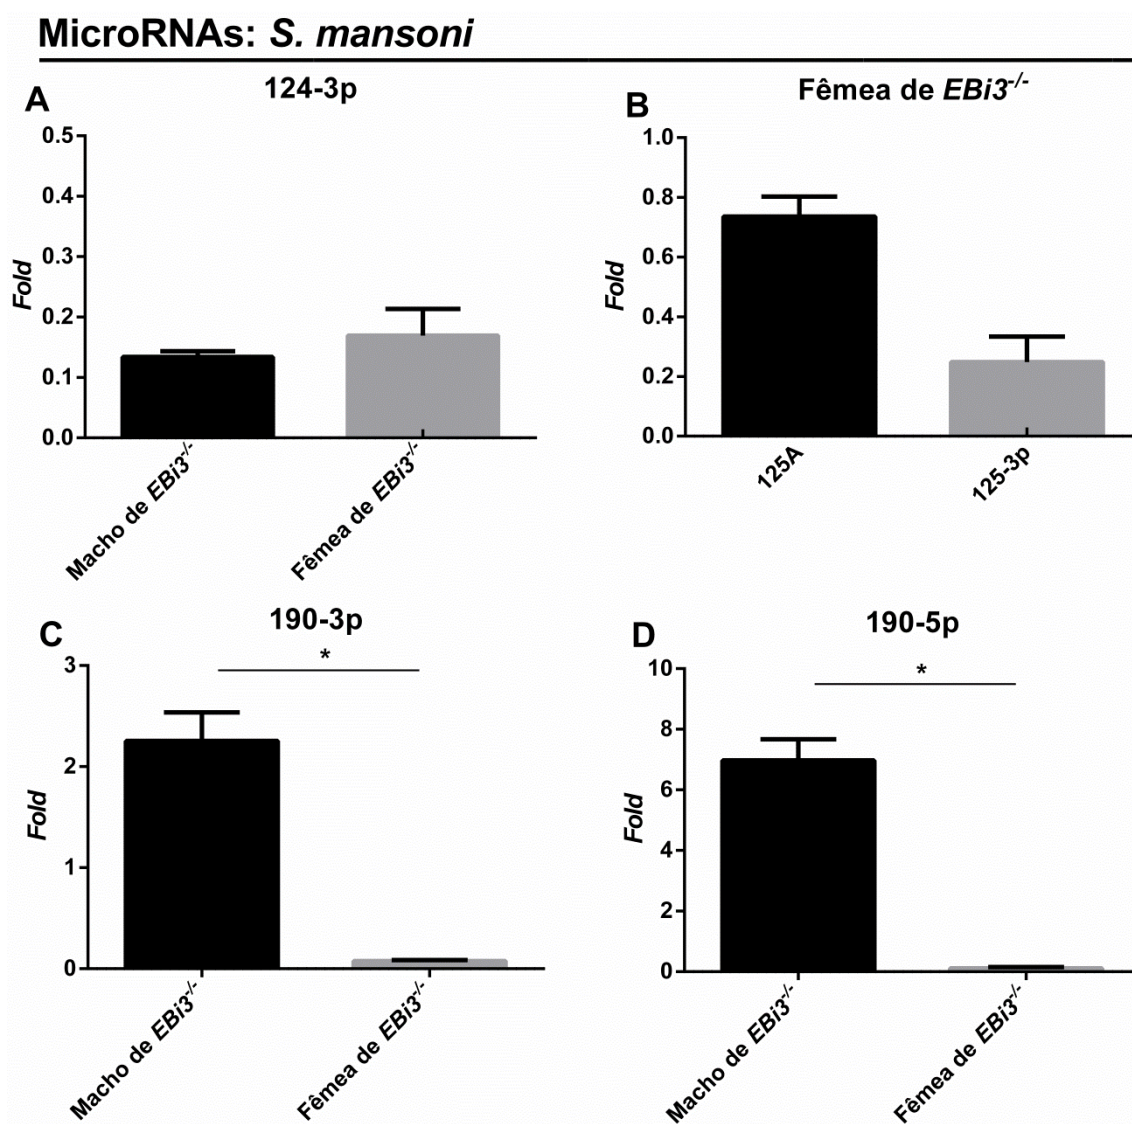 MicroRNAs: S. mansoni
A
124-3p
Fold
0.5
0.4
0.3
0.2
0.1
0.0
Macho de EBi3-/-
Fêmea de EBi3-/-
B
Fêmea de EBi3-/-
Fold
1.0
0.8
0.6
0.4
0.2
0.0
125A
125-3p
C
190-3p
*
Fold
3
2
1
0
Macho de EBi3-/-
Fêmea de EBi3-/-
D
190-5p
*
Fold
10
8
6
4
2
0
Macho de EBi3-/-
Fêmea de EBi3-/-